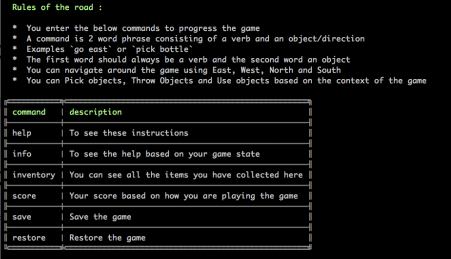 Rules of the road :
* You enter the below commands to progress the game
* A command is 2 word phrase consisting of a verb and an object/direction
* Examples `go east` or `pick bottle`
* The first word should always be a verb and the second word an object
* You can navigate around the game using East, West, North and South
* You can Pick objects, Throw Objects and Use objects based on the context of the game
command | description
help | To see these instructions
info | To see the help based on your game state
inventory | You can see all the items you have collected here
score | Your score based on how you are playing the game
save | Save the game
restore | Restore the game